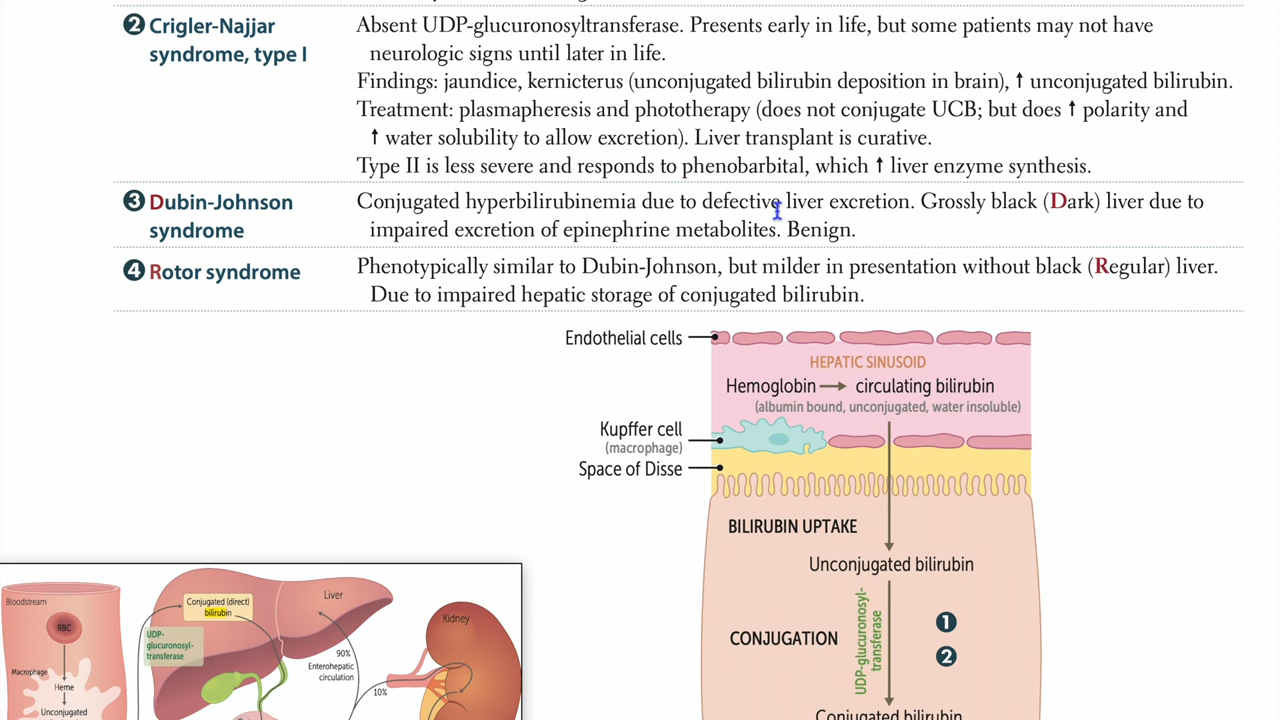 ❷ Crigler-Najjar
syndrome, type I
Absent UDP-glucuronosyltransferase. Presents early in life, but some patients may not have
neurologic signs until later in life.
Findings: jaundice, kernicterus (unconjugated bilirubin deposition in brain), ↑ unconjugated bilirubin.
Treatment: plasmapheresis and phototherapy (does not conjugate UCB; but does ↑ polarity and
↑ water solubility to allow excretion). Liver transplant is curative.
Type II is less severe and responds to phenobarbital, which ↑ liver enzyme synthesis.
❸ Dubin-Johnson
syndrome
Conjugated hyperbilirubinemia due to defective liver excretion. Grossly black (Dark) liver due to
impaired excretion of epinephrine metabolites. Benign.
❹ Rotor syndrome
Phenotypically similar to Dubin-Johnson, but milder in presentation without black (Regular) liver.
Due to impaired hepatic storage of conjugated bilirubin.
Endothelial cells
HEPATIC SINUSOID
Hemoglobin → circulating bilirubin
(albumin bound, unconjugated, water insoluble)
Kupffer cell
(macrophage)
Space of Disse
BILIRUBIN UPTAKE
Unconjugated bilirubin
CONJUGATION
UDP-glucuronosyl-
transferase
❶
❷
Conjugated bilirubin
Bloodstream
RBC
Macrophage
Heme
Unconjugated
Conjugated (direct)
bilirubin
UDP-
glucuronosyl-
transferase
Liver
90%
Enterohepatic
circulation
10%
Kidney